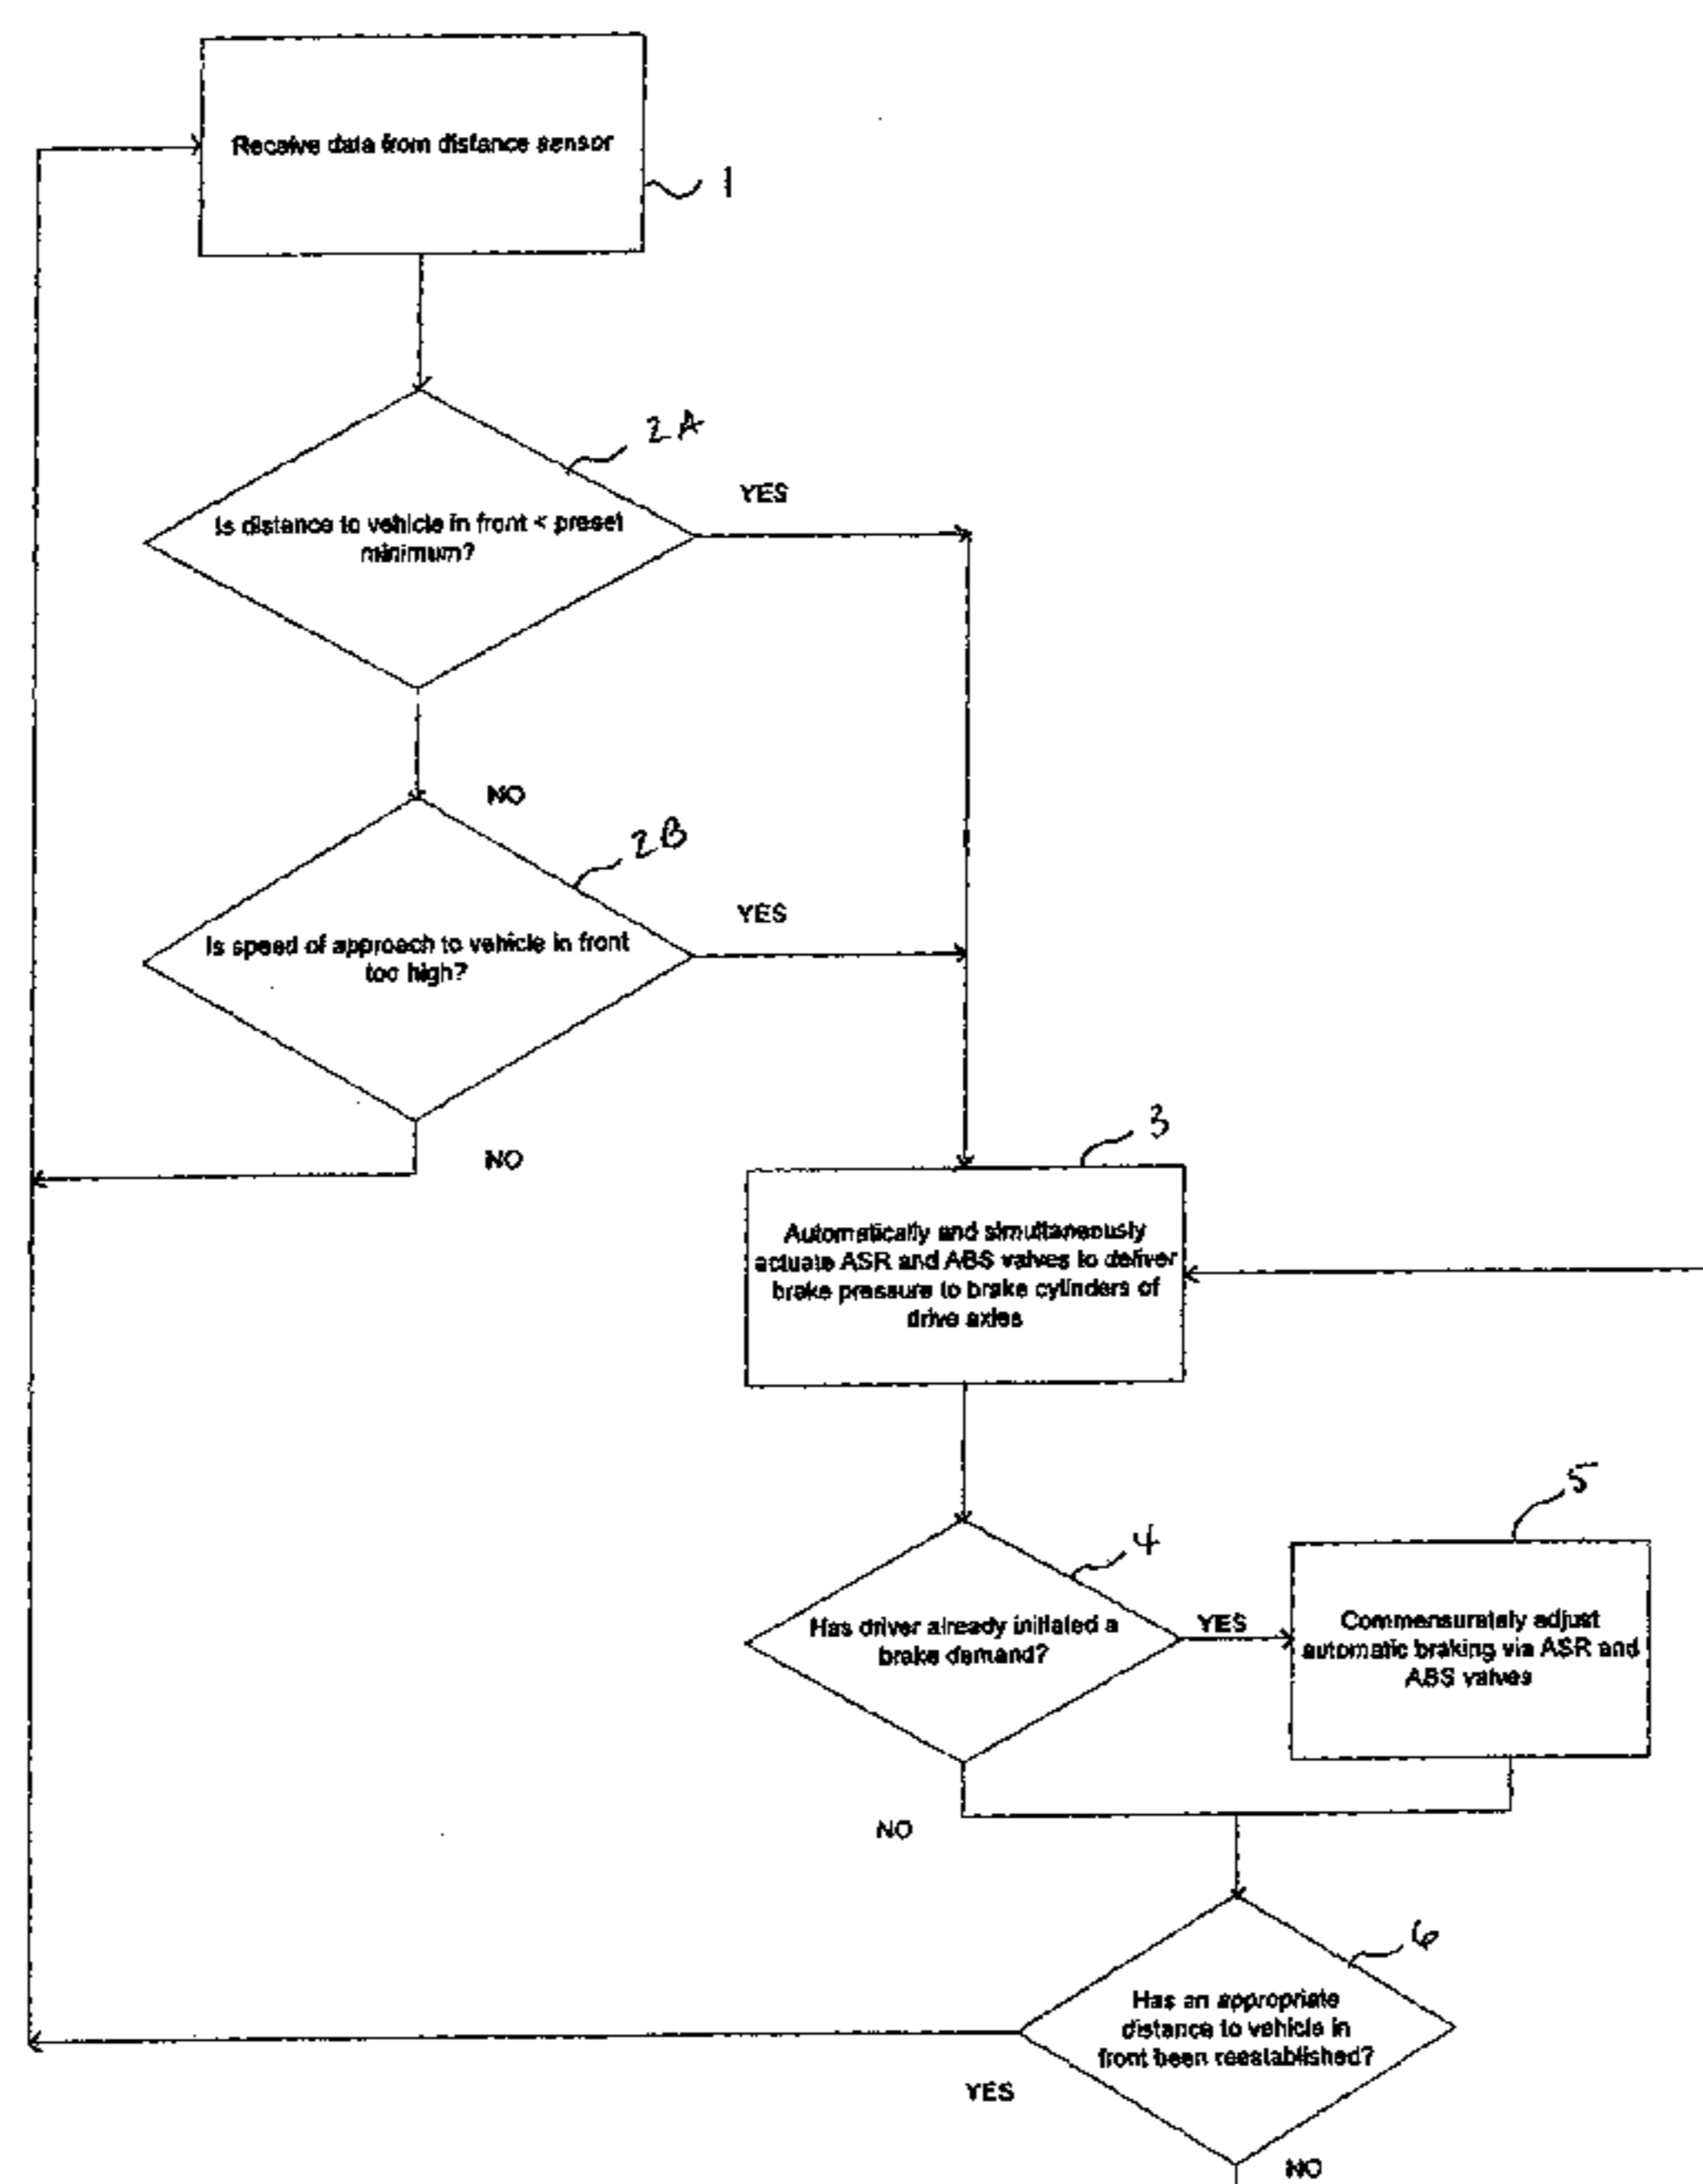 Receive data from distance sensor
1
2A
YES
Is distance to vehicle in front < preset
minimum?
NO
2B
YES
Is speed of approach to vehicle in front
too high?
NO
3
Automatically and simultaneously
actuate ASR and ABS valves to deliver
brake pressure to brake cylinders of
drive axles
4
5
Has driver already initiated a
brake demand?
YES
Commensurately adjust
automatic braking via ASR and
ABS valves
NO
6
Has an appropriate
distance to vehicle in
front been reestablished?
YES
NO